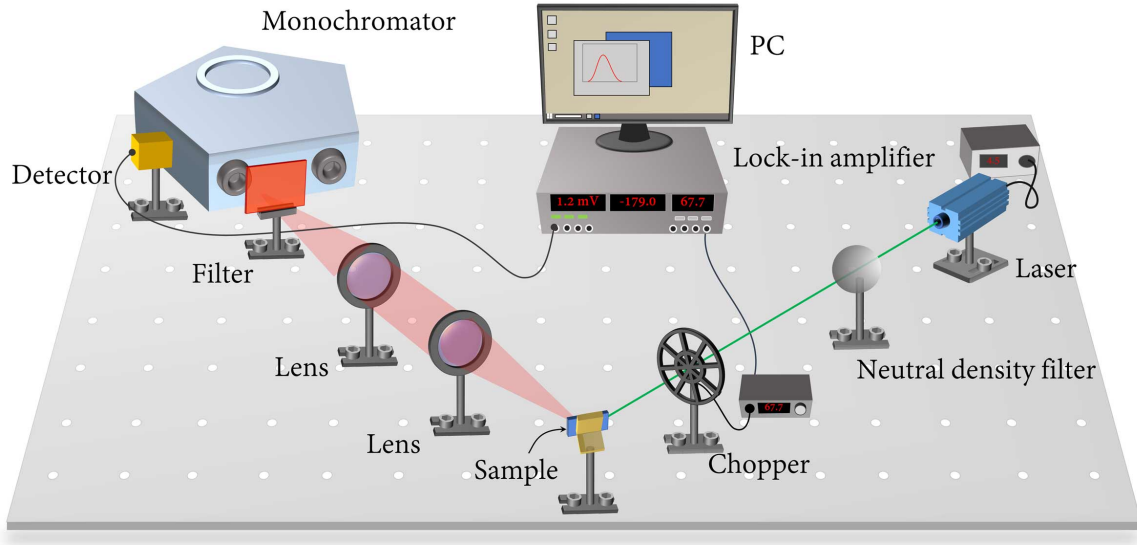 Monochromator
PC
Detector
Lock-in amplifier
1.2 mV
-179.0
67.7
Filter
Laser
Lens
Neutral density filter
Lens
67.7
Sample
Chopper